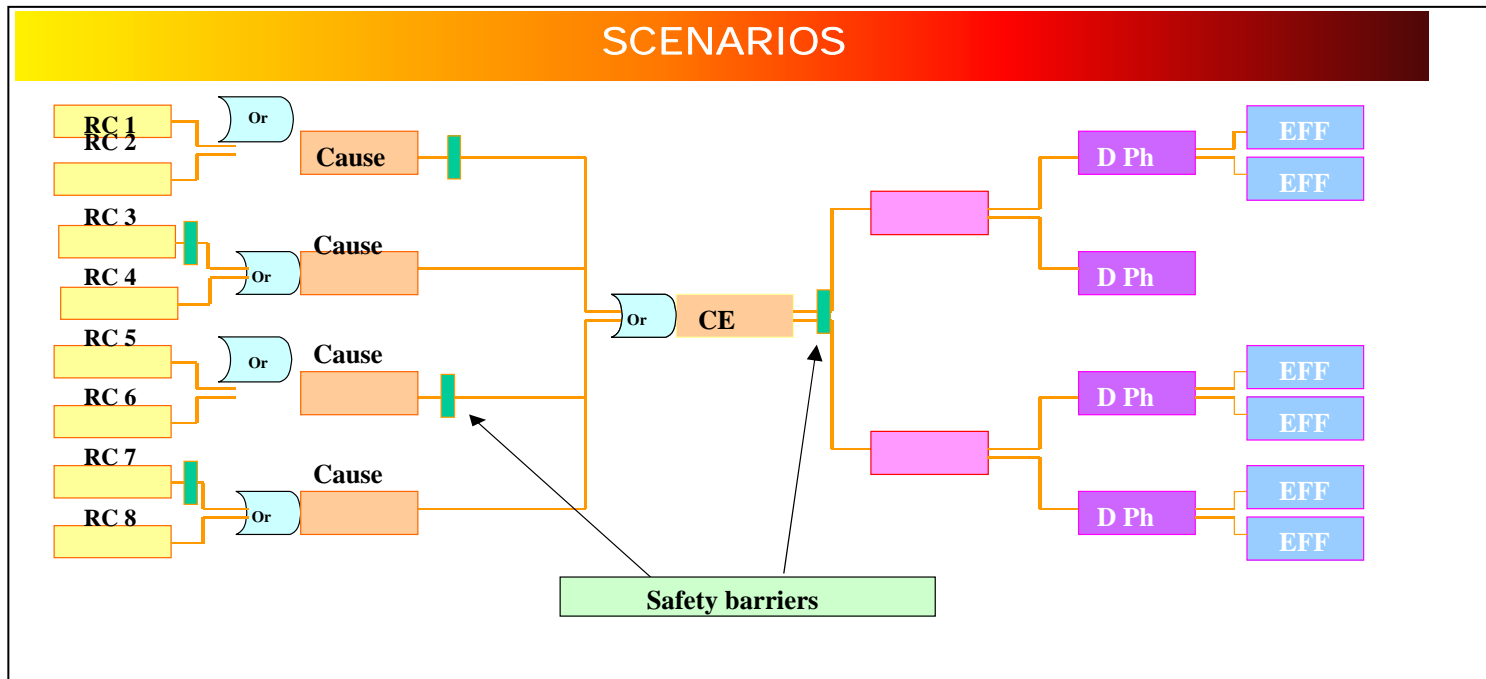 SCENARIOS
RC 1
RC 2
Or
Cause
RC 3
RC 4
Or
Cause
RC 5
RC 6
Or
Cause
RC 7
RC 8
Or
Cause
Or
CE
D Ph
EFF
EFF
D Ph
D Ph
EFF
EFF
D Ph
EFF
EFF
Safety barriers